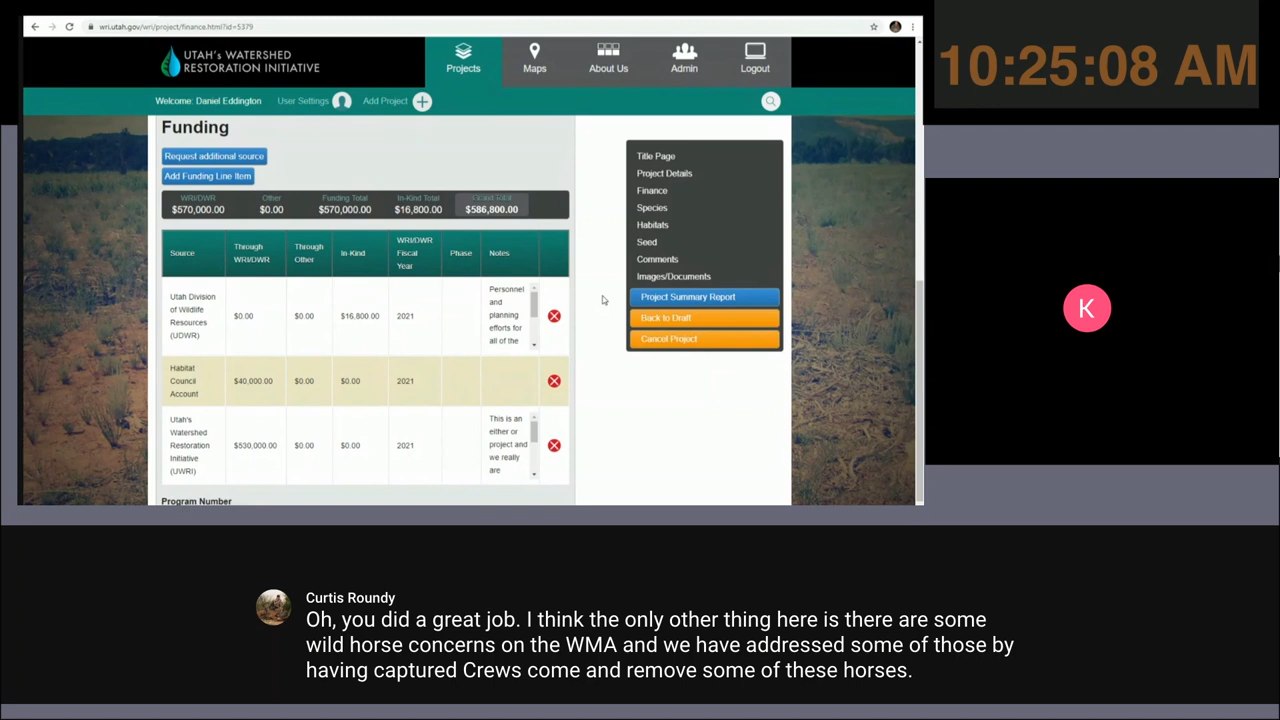 wri.utah.gov/wri/project/finance.html?id=5379
10:25:08 AM
UTAH's WATERSHED
RESTORATION INITIATIVE
Projects
Maps
About Us
Admin
Logout
Welcome: Daniel Eddington
User Settings
Add Project
Funding
Request additional source
Add Funding Line Item
WRI/DWR Other Funding Total In-Kind Total
$570,000.00 $0.00 $570,000.00 $16,800.00 $586,800.00
Source
Through
WRI/DWR
Through
Other
In-Kind
WRI/DWR
Fiscal
Year
Phase
Notes
Utah Division
of Wildlife
Resources
(UDWR)
$0.00
$0.00
$16,800.00
2021
Personnel
and
planning
efforts for
all of the
Habitat
Council
Account
$40,000.00
$0.00
$0.00
2021
Utah's
Watershed
Restoration
Initiative
(UWRI)
$530,000.00
$0.00
$0.00
2021
This is an
either or
project and
we really
are
Program Number
Title Page
Project Details
Finance
Species
Habitats
Seed
Comments
Images/Documents
Project Summary Report
Back to Draft
Cancel Project
K
Curtis Roundy
Oh, you did a great job. I think the only other thing here is there are some
wild horse concerns on the WMA and we have addressed some of those by
having captured Crews come and remove some of these horses.